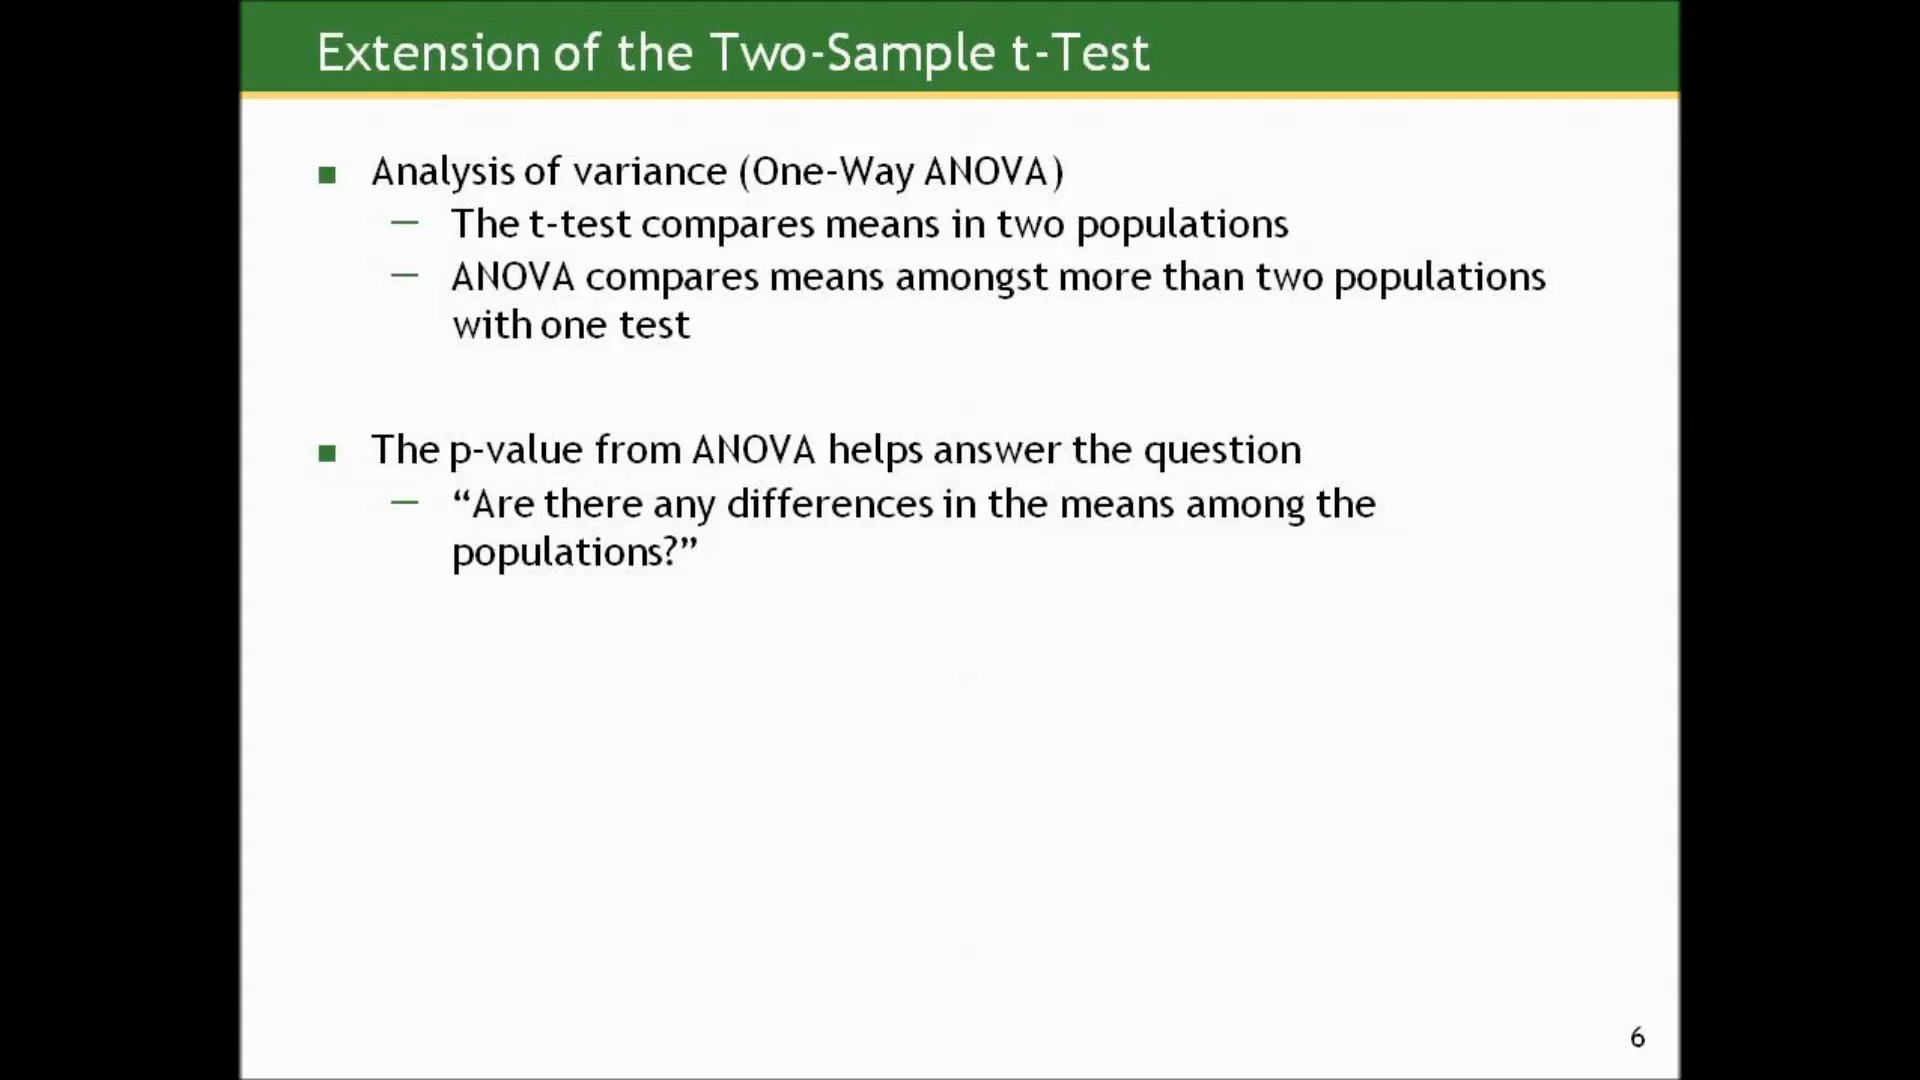 Extension of the Two-Sample t-Test
■ Analysis of variance (One-Way ANOVA)
— The t-test compares means in two populations
— ANOVA compares means amongst more than two populations
with one test
■ The p-value from ANOVA helps answer the question
— “Are there any differences in the means among the
populations?”
6